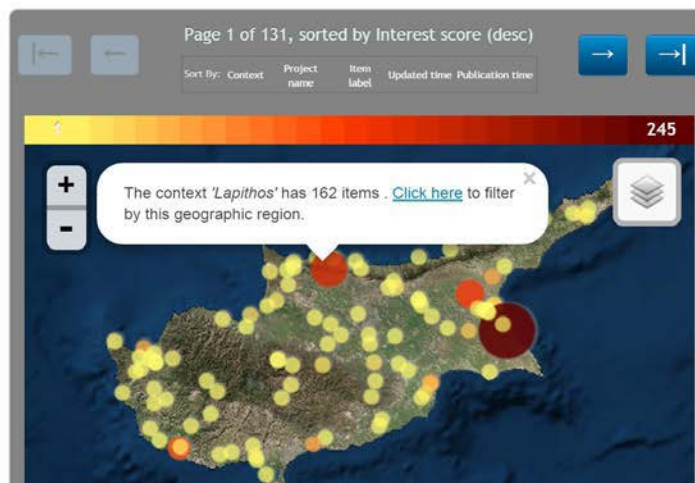 Page 1 of 131, sorted by Interest score (desc)
Sort By: Context Project name Item label Updated time Publication time
1 245
+
The context 'Lapithos' has 162 items . Click here to filter
by this geographic region.
-